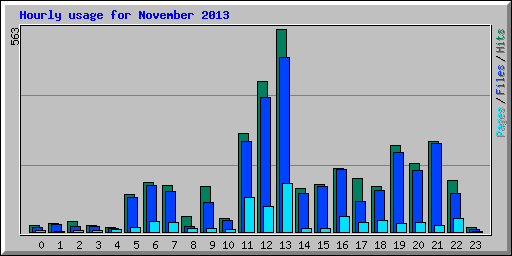 Hourly usage for November 2013
563
Pages/Files/Hits
0 1 2 3 4 5 6 7 8 9 10 11 12 13 14 15 16 17 18 19 20 21 22 23